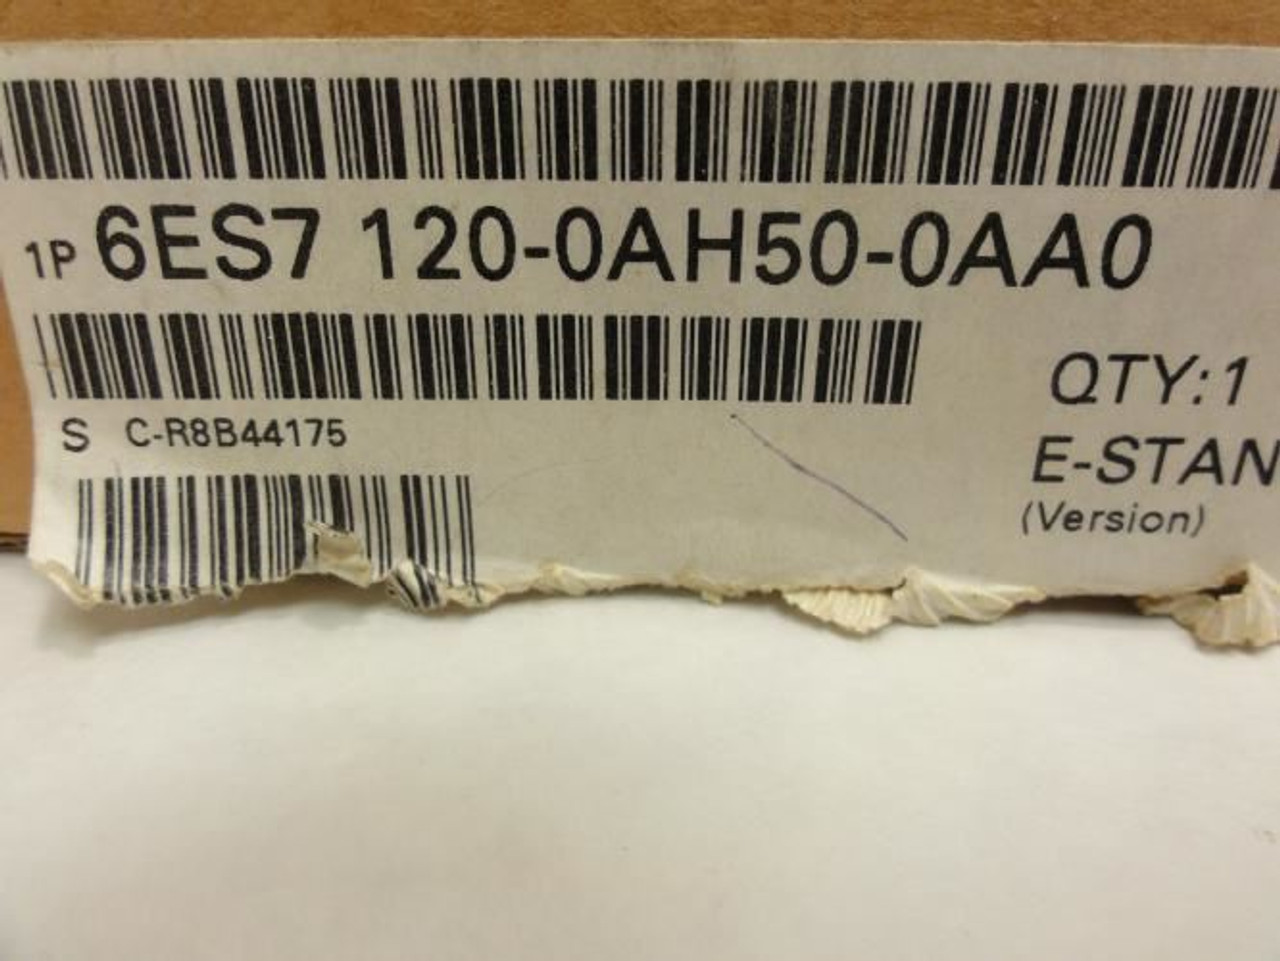 1P 6ES7 120-0AH50-0AA0
QTY:1
S C-R8B44175
E-STAN
(Version)